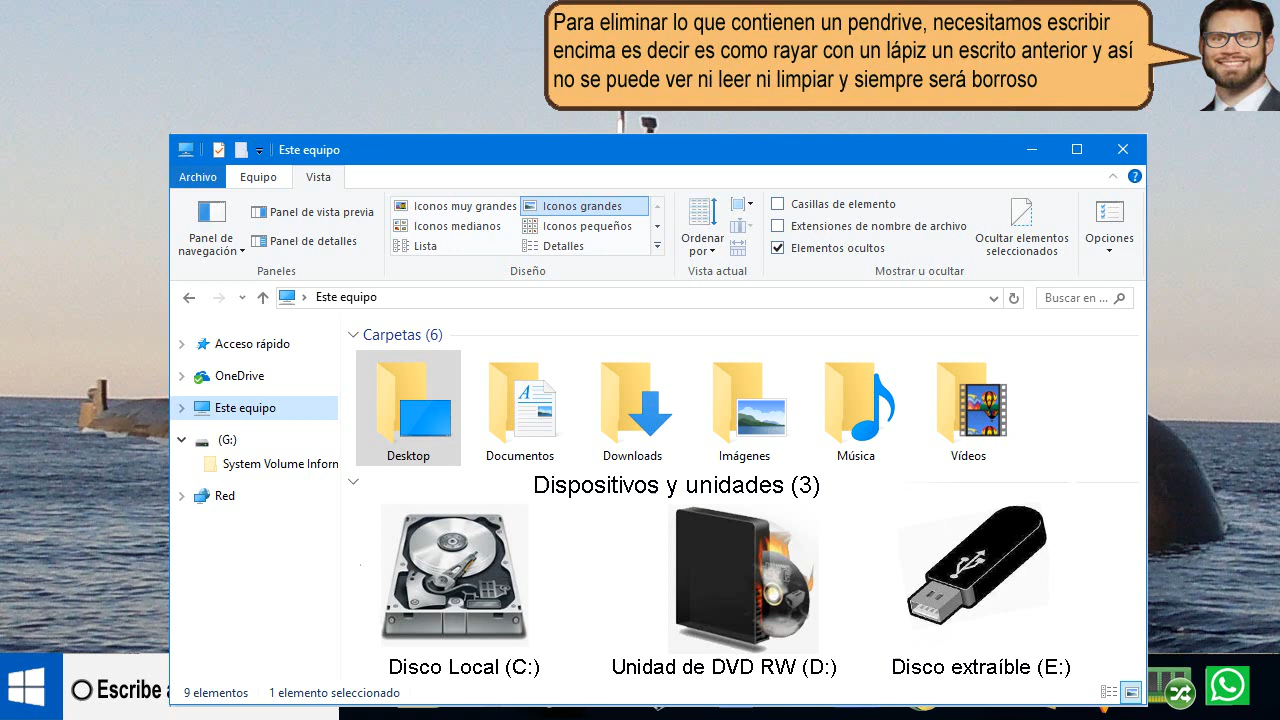 Para eliminar lo que contienen un pendrive, necesitamos escribir
encima es decir es como rayar con un lápiz un escrito anterior y así
no se puede ver ni leer ni limpiar y siempre será borroso
Este equipo
Archivo Equipo Vista
Panel de navegación
Panel de vista previa
Panel de detalles
Paneles
Iconos muy grandes Iconos grandes
Iconos medianos Iconos pequeños
Lista Detalles
Diseño
Ordenar por
Vista actual
Casillas de elemento
Extensiones de nombre de archivo
Elementos ocultos
Ocultar elementos seleccionados
Mostrar u ocultar
Opciones
Este equipo
Buscar en ...
Acceso rápido
OneDrive
Este equipo
(G:)
System Volume Inforn
Red
Carpetas (6)
Desktop Documentos Downloads Imágenes Música Vídeos
Dispositivos y unidades (3)
Disco Local (C:) Unidad de DVD RW (D:) Disco extraíble (E:)
9 elementos 1 elemento seleccionado
Escribe a